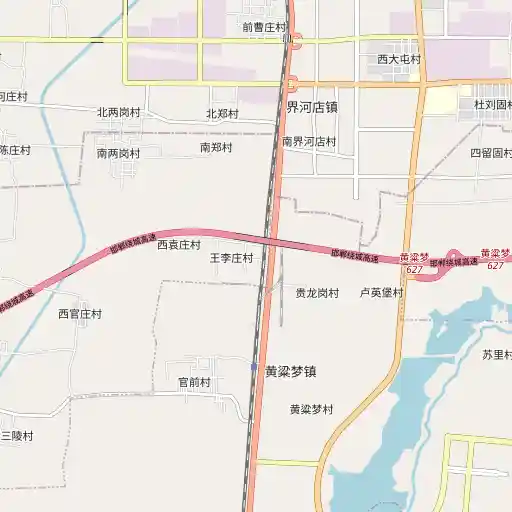 前曹庄村
西大屯村
河庄村
杜刘固村
北两岗村
北郑村
界河店镇
陈庄村
南两岗村
南郑村
南界河店村
四留固村
邯郸绕城高速
西袁庄村
王李庄村
邯郸绕城高速
黄粱梦
627
邯郸绕城高速
黄粱梦
627
邯郸绕城高速
贵龙岗村
卢英堡村
西官庄村
苏里村
黄粱梦镇
官前村
黄粱梦村
三陵村